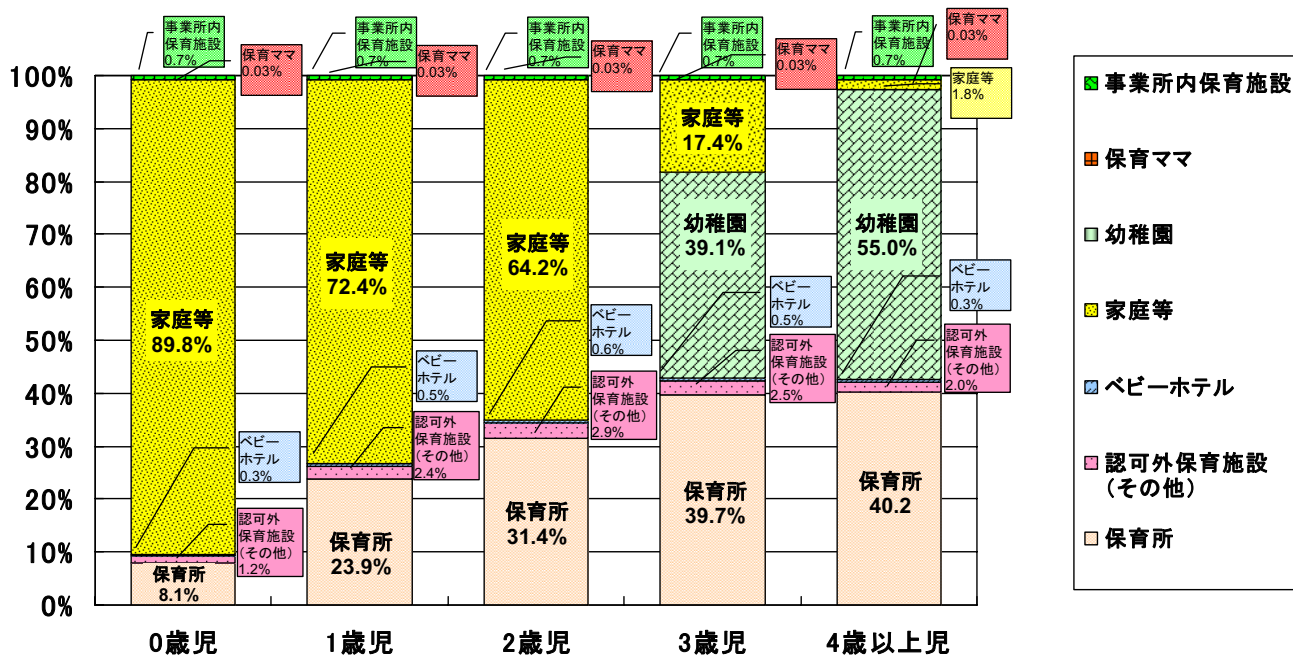 事業所内
保育施設
0.7%
保育ママ
0.03%
事業所内
保育施設
0.7%
保育ママ
0.03%
事業所内
保育施設
0.7%
保育ママ
0.03%
事業所内
保育施設
0.7%
保育ママ
0.03%
事業所内
保育施設
0.7%
保育ママ
0.03%
家庭等
1.8%
100%
90%
80%
70%
60%
50%
40%
30%
20%
10%
0%
家庭等
89.8%
ベビー
ホテル
0.3%
認可外
保育施設
(その他)
1.2%
保育所
8.1%
家庭等
72.4%
ベビー
ホテル
0.5%
認可外
保育施設
(その他)
2.4%
保育所
23.9%
家庭等
64.2%
ベビー
ホテル
0.6%
認可外
保育施設
(その他)
2.9%
保育所
31.4%
家庭等
17.4%
幼稚園
39.1%
ベビー
ホテル
0.5%
認可外
保育施設
(その他)
2.5%
保育所
39.7%
幼稚園
55.0%
ベビー
ホテル
0.3%
認可外
保育施設
(その他)
2.0%
保育所
40.2
0歳児
1歳児
2歳児
3歳児
4歳以上児
事業所内保育施設
保育ママ
幼稚園
家庭等
ベビーホテル
認可外保育施設
(その他)
保育所